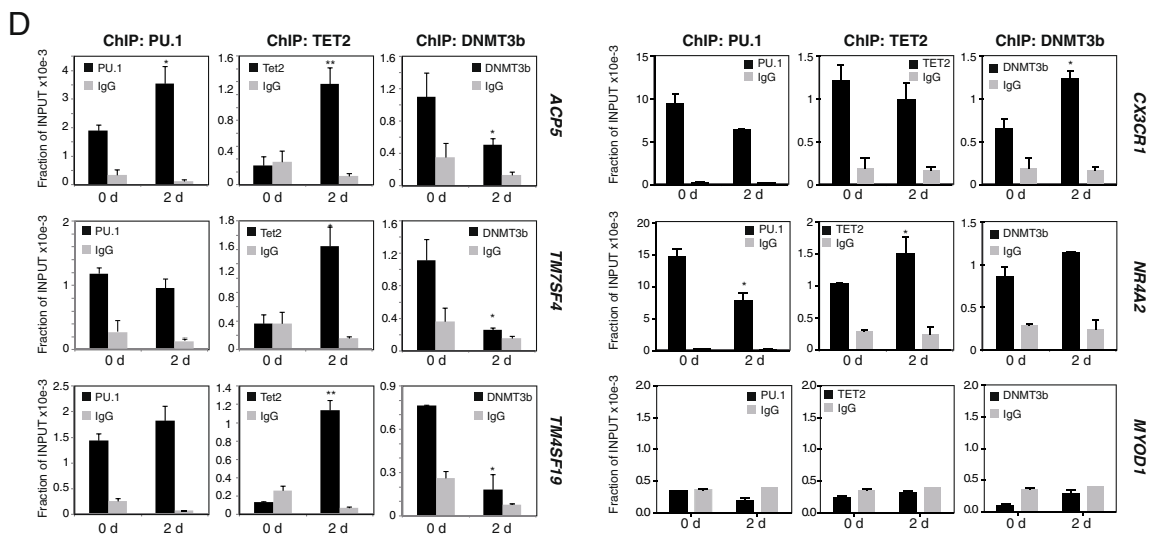 D
ChIP: PU.1 ChIP: TET2 ChIP: DNMT3b
Fraction of INPUT x10e-3
4
3
2
1
0
PU.1
IgG
*
0 d 2 d
1.6
1.2
0.8
0.4
0
Tet2
IgG
**
0 d 2 d
1.6
1.2
0.8
0.4
0
DNMT3b
IgG
*
0 d 2 d
ACP5
Fraction of INPUT x10e-3
2
1
0
PU.1
IgG
0 d 2 d
1.8
1.6
1.2
0.8
0.4
0
Tet2
IgG
*
0 d 2 d
1.6
1.2
0.8
0.4
0
DNMT3b
IgG
*
0 d 2 d
TM7SF4
Fraction of INPUT x10e-3
2.5
2
1.5
1
0.5
0
PU.1
IgG
0 d 2 d
1.4
1.2
1
0.8
0.6
0.4
0.2
0
Tet2
IgG
**
0 d 2 d
0.9
0.6
0.3
0
DNMT3b
IgG
*
0 d 2 d
TM4SF19
ChIP: PU.1 ChIP: TET2 ChIP: DNMT3b
Fraction of INPUT x10e-3
15
10
5
0
PU.1
IgG
0 d 2 d
1.5
1
0.5
0
TET2
IgG
0 d 2 d
1.5
1
0.5
0
DNMT3b
IgG
*
0 d 2 d
CX3CR1
Fraction of INPUT x10e-3
20
15
10
5
0
PU.1
IgG
*
0 d 2 d
2
1.5
1
0.5
0
TET2
IgG
*
0 d 2 d
1.5
1
0.5
0
DNMT3b
IgG
0 d 2 d
NR4A2
Fraction of INPUT x10e-3
2.0
1.5
1.0
0.5
0.0
PU.1
IgG
0 d 2 d
2.0
1.5
1.0
0.5
0.0
TET2
IgG
0 d 2 d
2.0
1.5
1.0
0.5
0.0
DNMT3b
IgG
0 d 2 d
MYOD1